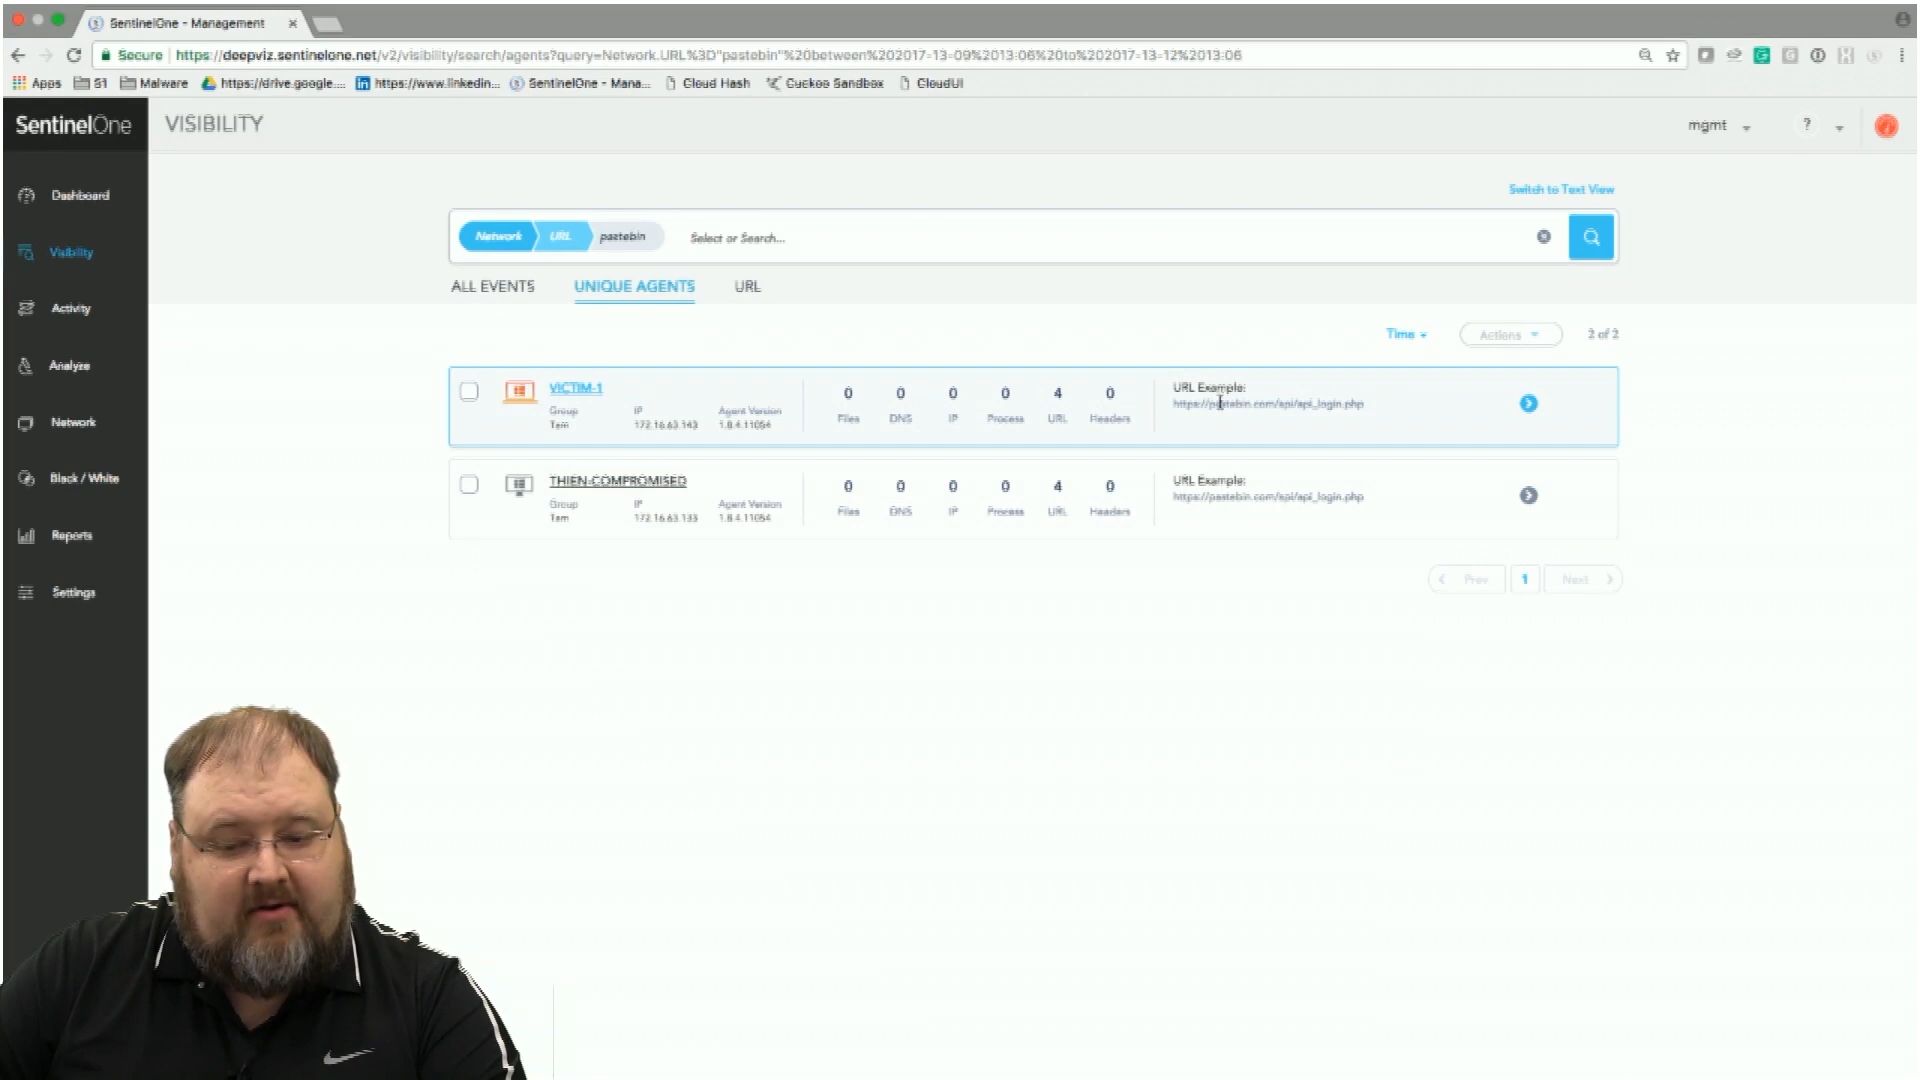 SentinelOne - Management
Secure https://deepviz.sentinelone.net/v2/visibility/search/agents?query=Network.URL%3D"pastebin"%20between%202017-13-09%2013:06%20to%202017-13-12%2013:06
Apps S1 Malware https://drive.google.... https://www.linkedin... SentinelOne - Mana... Cloud Hash Cuckoo Sandbox CloudUI
SentinelOne VISIBILITY mgmt ?
Dashboard
Visibility
Activity
Analyze
Network
Black / White
Reports
Settings
Switch to Text View
Network URL pastebin Select or Search...
ALL EVENTS UNIQUE AGENTS URL
Time Actions 2 of 2
VICTIM-1
Group IP Agent Version
Tam 172.16.63.143 1.8.4.11054
0 0 0 0 4 0
Files DNS IP Process URL Headers
URL Example:
https://pastebin.com/api/api_login.php
THIEN-COMPROMISED
Group IP Agent Version
Tam 172.16.63.133 1.8.4.11054
0 0 0 0 4 0
Files DNS IP Process URL Headers
URL Example:
https://pastebin.com/api/api_login.php
Prev 1 Next